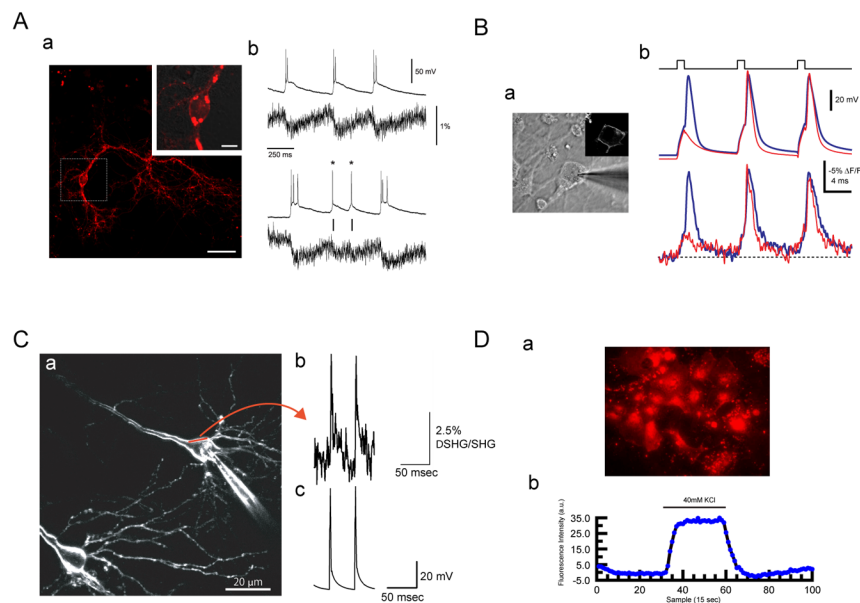 A
a
b
50 mV
1%
250 ms
*
*
B
a
b
20 mV
-5% ΔF/F
4 ms
C
a
20 µm
b
2.5%
DSHG/SHG
50 msec
c
20 mV
50 msec
D
a
b
40mM KCl
Fluorescence Intensity (a.u.)
35.0
25.0
15.0
5.0
-5.0
0
20
40
60
80
100
Sample (15 sec)